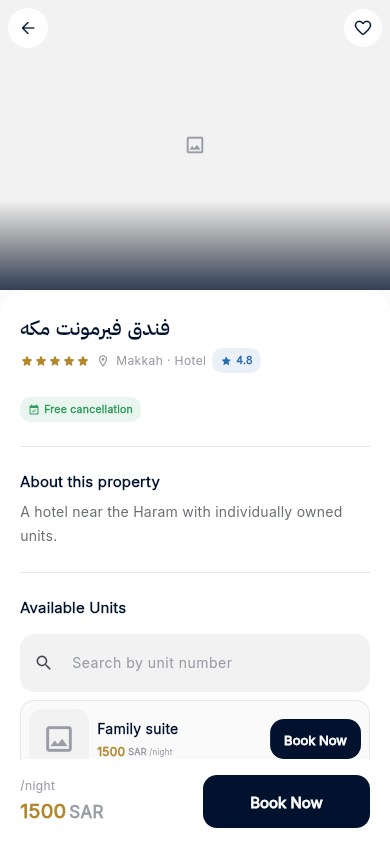 فندق فيرمونت مكه
Makkah · Hotel 4.8
Free cancellation
About this property
A hotel near the Haram with individually owned
units.
Available Units
Search by unit number
Family suite
1500 SAR /night
Book Now
/night
1500 SAR
Book Now